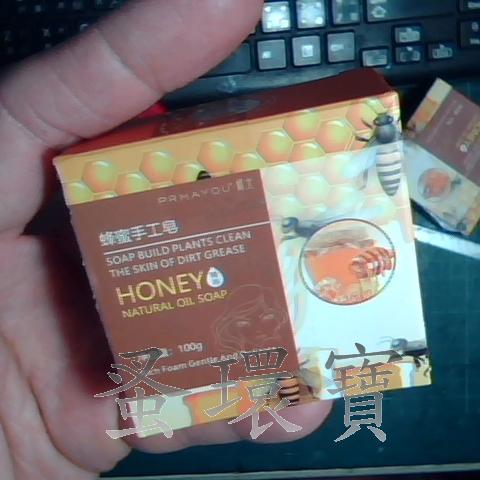 PRMAYOU
蜂蜜手工皂
SOAP BUILD PLANTS CLEAN
THE SKIN OF DIRT GREASE
HONEY
NATURAL OIL SOAP
100g
Foam Gentle And
蚤環寶